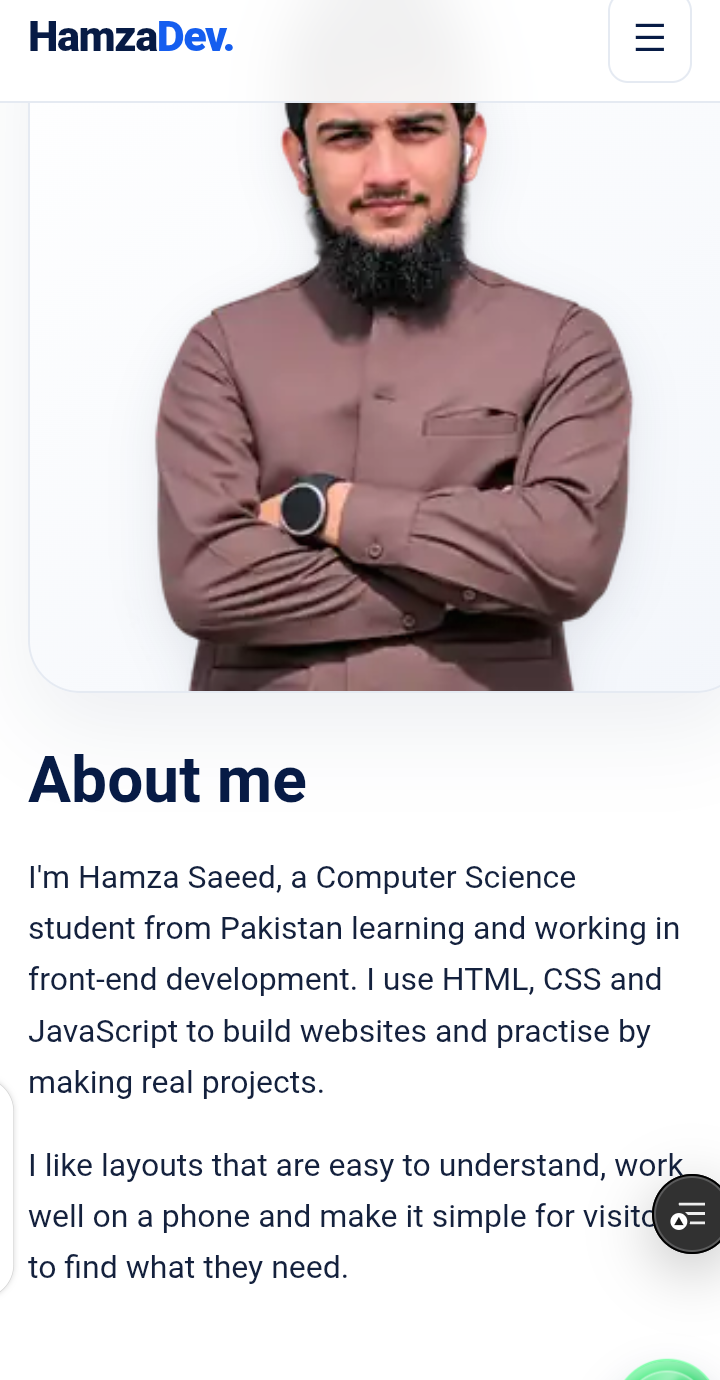 HamzaDev.
About me
I'm Hamza Saeed, a Computer Science
student from Pakistan learning and working in
front-end development. I use HTML, CSS and
JavaScript to build websites and practise by
making real projects.
I like layouts that are easy to understand, work
well on a phone and make it simple for
to find what they need.